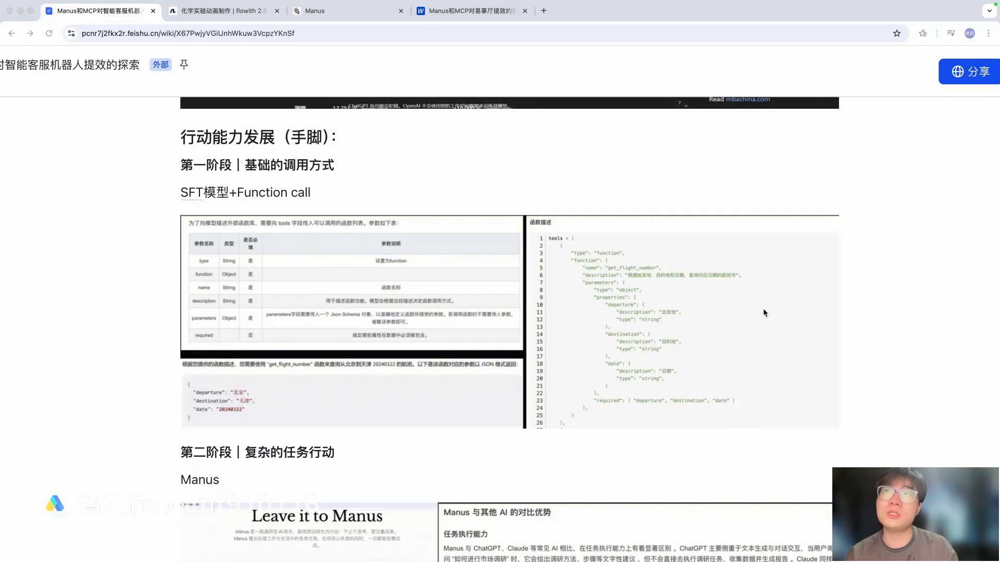 Manus和MCP对智能客服机器人
化学实验动画制作 | flowith 2.0
Manus
Manus和MCP对易事厅提效的
pcnr7j2fkx2r.feishu.cn/wiki/X67PwjyVGiUnhWkuw3VcpzYKnSf
对智能客服机器人提效的探索
外部
分享
Read mbachina.com
ChatGPT 也可能会犯错。OpenAI 不会使用您的工作空间数据来训练其模型。
行动能力发展（手脚）：
第一阶段｜基础的调用方式
SFT模型+Function call
为了向模型描述外部函数库，需要向 tools 字段传入可以调用的函数列表。参数如下表：
参数名称 类型 是否必填 参数说明
type String 是 设置为function
function Object 是
name String 是 函数名称
description String 是 用于描述函数功能。模型会根据这段描述决定函数调用方式。
parameters Object 是 parameters字段需要传入一个 Json Schema 对象，以准确地定义函数所接受的参数。若调用函数时不需要传入参数，
省略该参数即可。
required 否 指定哪些属性在数据中必须被包含。
根据您提供的函数描述，您需要使用 "get_flight_number" 函数来查询从北京到天津 20240322 的航班。以下是该函数对应的参数以 JSON 格式返回：
{
"departure": "北京",
"destination": "天津",
"date": "20240322"
}
函数描述
1 tools = [
2 {
3 "type": "function",
4 "function": {
5 "name": "get_flight_number",
6 "description": "根据始发地、目的地和日期，查询对应日期的航班号",
7 "parameters": {
8 "type": "object",
9 "properties": {
10 "departure": {
11 "description": "出发地",
12 "type": "string"
13 },
14 "destination": {
15 "description": "目的地",
16 "type": "string"
17 },
18 "date": {
19 "description": "日期",
20 "type": "string",
21 }
22 },
23 "required": [ "departure", "destination", "date" ]
24 },
25 }
26 },
第二阶段｜复杂的任务行动
Manus
Leave it to Manus
Manus 是一款通用型 AI 助手，能将想法转化为行动：不止于思考，更注重成果。
Manus 擅长处理工作与生活中的各类任务，在你安心休息的同时，一切都能妥善完
成。
Manus 与其他 AI 的对比优势
任务执行能力
Manus 与 ChatGPT、Claude 等常见 AI 相比，在任务执行能力上有着显著区别 。ChatGPT 主要侧重于文本生成与对话交互，当用户询
问 “如何进行市场调研” 时，它会给出调研方法、步骤等文字性建议 ，但不会直接去执行调研任务、收集数据并生成报告 。Claude 同样